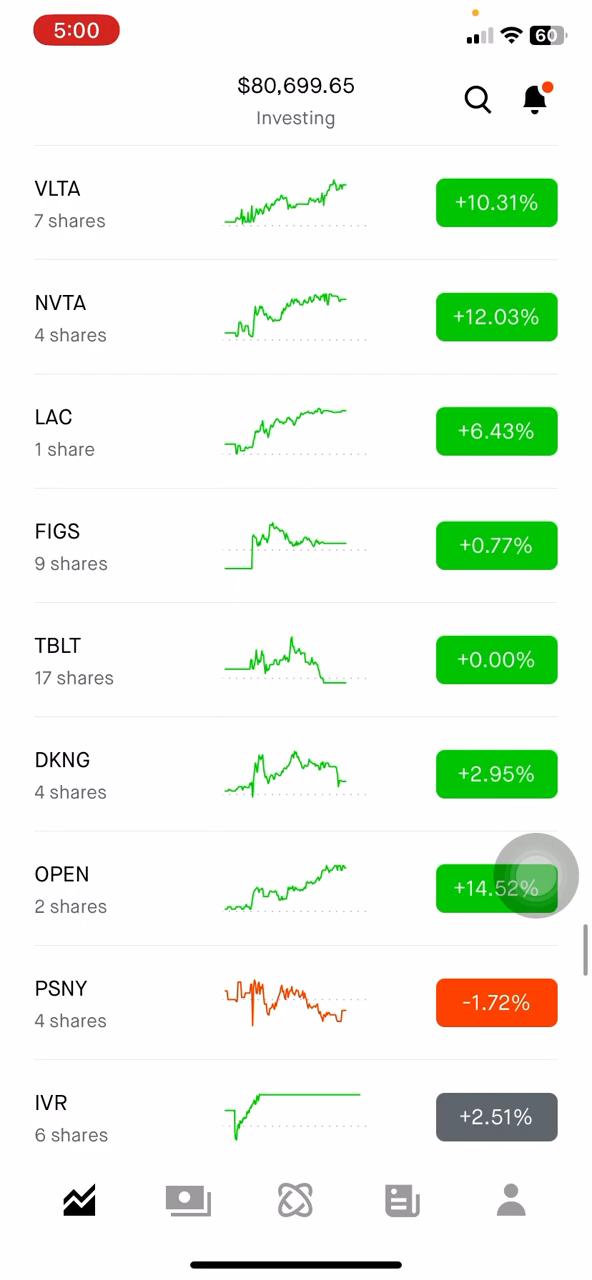 5:00
60
$80,699.65
Investing
VLTA
7 shares
+10.31%
NVTA
4 shares
+12.03%
LAC
1 share
+6.43%
FIGS
9 shares
+0.77%
TBLT
17 shares
+0.00%
DKNG
4 shares
+2.95%
OPEN
2 shares
+14.52%
PSNY
4 shares
-1.72%
IVR
6 shares
+2.51%